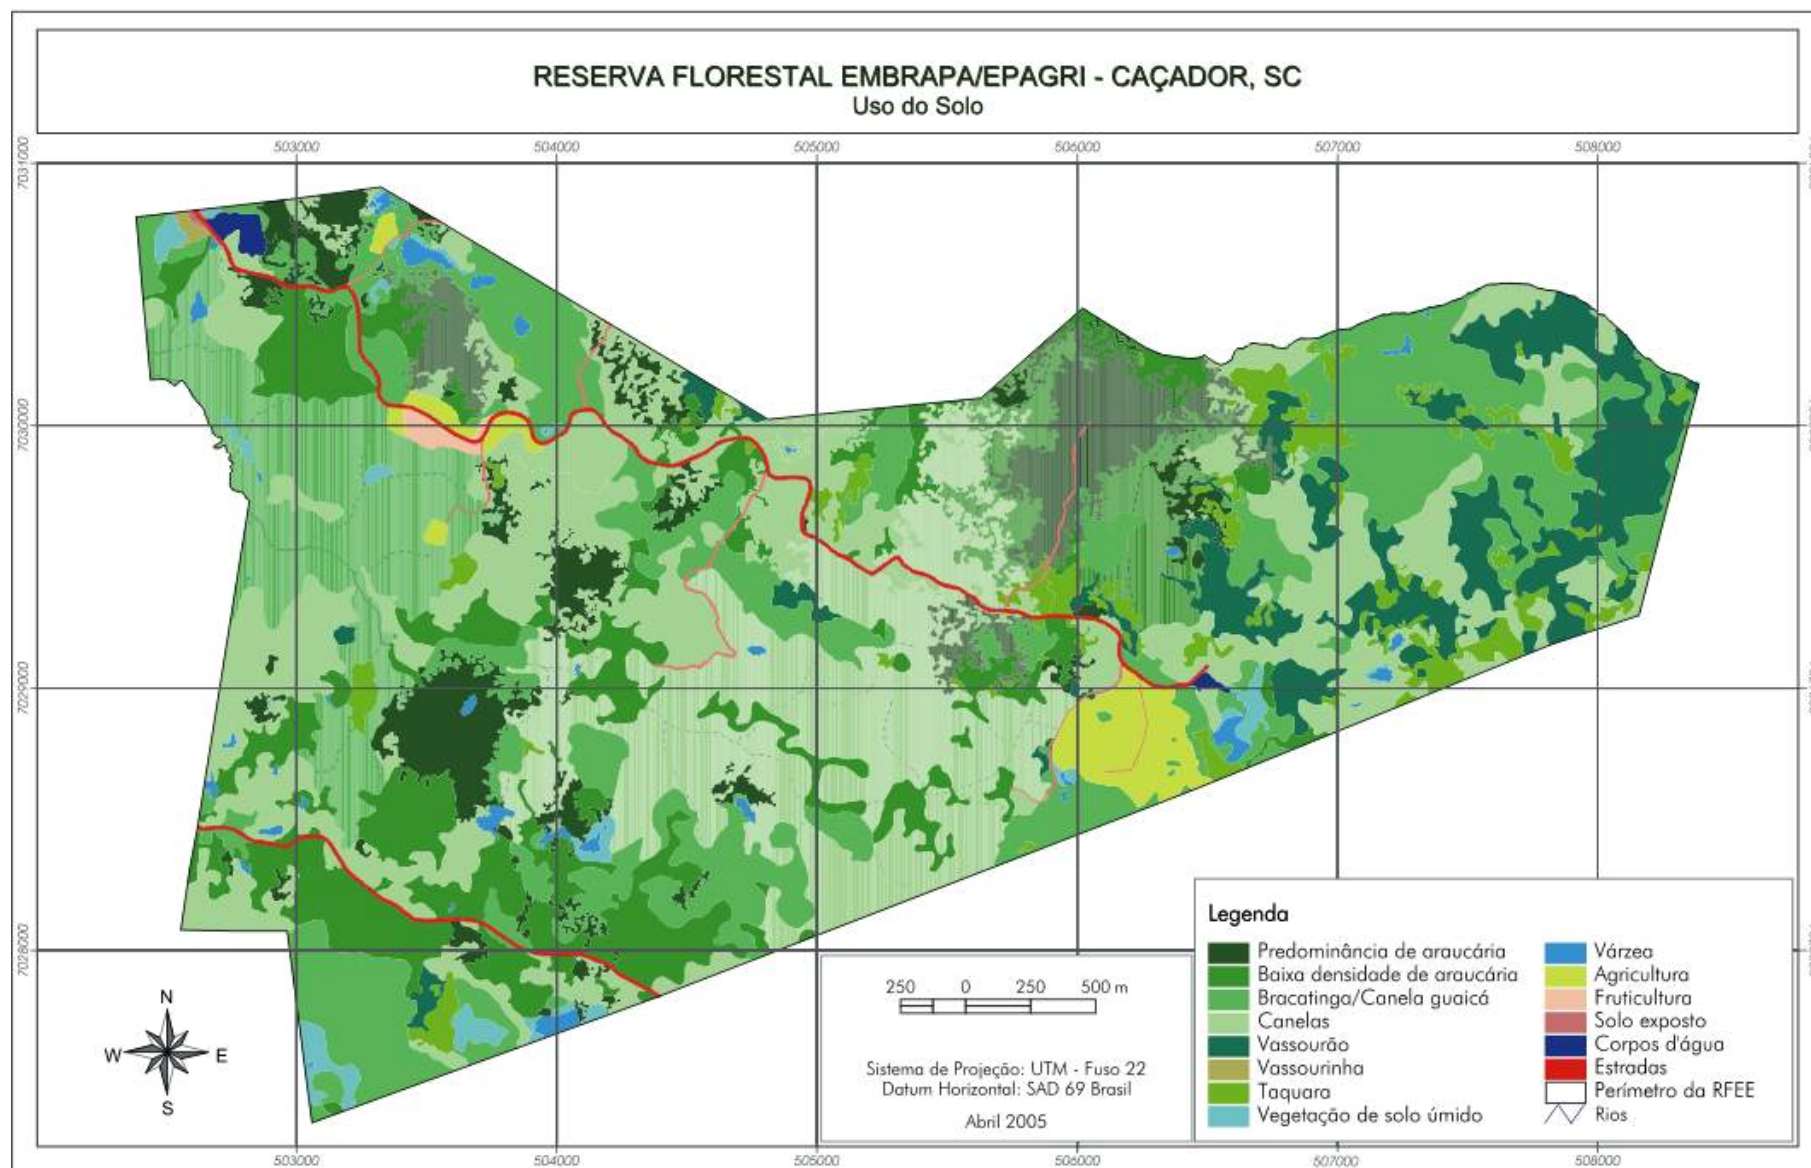 RESERVA FLORESTAL EMBRAPA/EPAGRI - CAÇADOR, SC
Uso do Solo
503000 504000 505000 506000 507000 508000
7031000
7030000
7029000
7028000
Legenda
Predominância de araucária
Baixa densidade de araucária
Bracatinga/Canela guaicá
Canelas
Vassourão
Vassourinha
Taquara
Vegetação de solo úmido
Várzea
Agricultura
Fruticultura
Solo exposto
Corpos d'água
Estradas
Perímetro da RFEE
Rios
250 0 250 500 m
Sistema de Projeção: UTM - Fuso 22
Datum Horizontal: SAD 69 Brasil
Abril 2005
N
W E
S
503000 504000 505000 506000 507000 508000